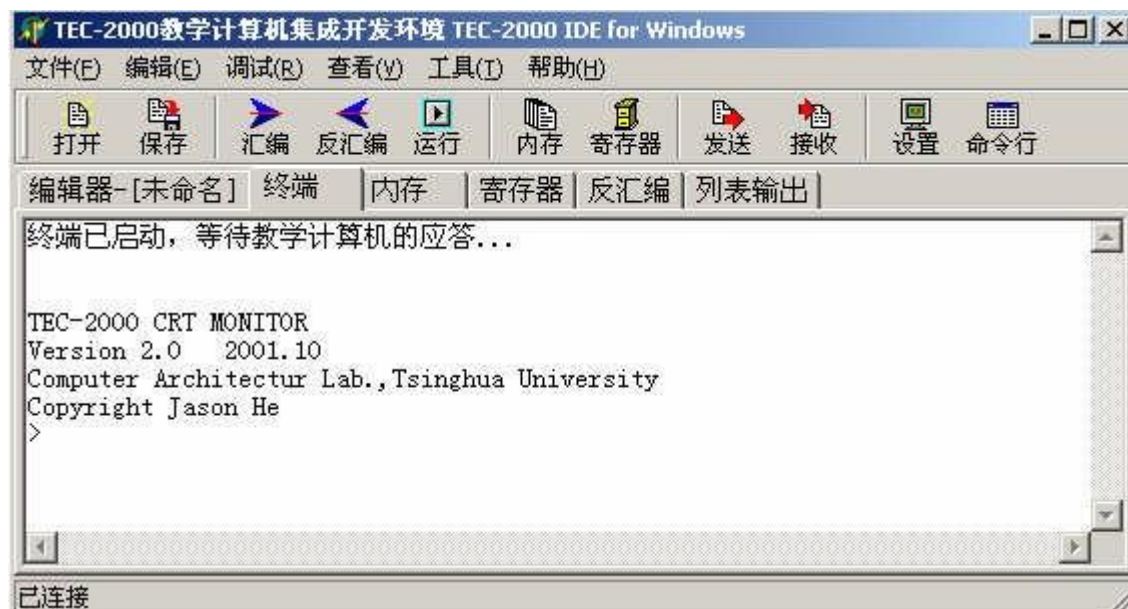 TEC-2000教学计算机集成开发环境 TEC-2000 IDE for Windows
文件(F) 编辑(E) 调试(R) 查看(V) 工具(T) 帮助(H)
打开 保存 汇编 反汇编 运行 内存 寄存器 发送 接收 设置 命令行
编辑器-[未命名] 终端 内存 寄存器 反汇编 列表输出
终端已启动，等待教学计算机的应答...
TEC-2000 CRT MONITOR
Version 2.0 2001.10
Computer Architectur Lab.,Tsinghua University
Copyright Jason He
>
已连接